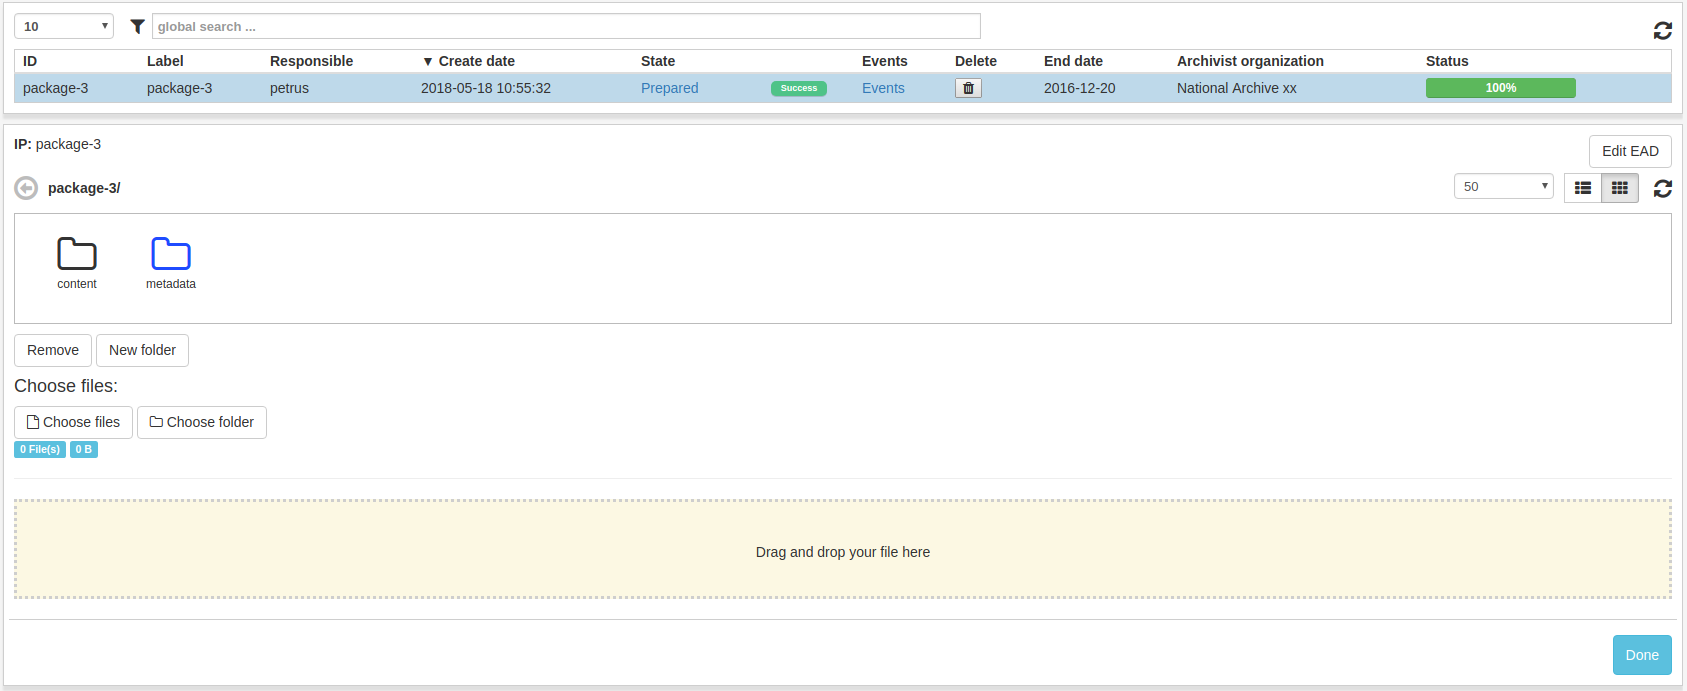 10 global search ...
ID Label Responsible ▼ Create date State Events Delete End date Archivist organization Status
package-3 package-3 petrus 2018-05-18 10:55:32 Prepared Success Events 2016-12-20 National Archive xx 100%
IP: package-3
Edit EAD
package-3/ 50
content metadata
Remove New folder
Choose files:
Choose files Choose folder
0 File(s) 0 B
Drag and drop your file here
Done